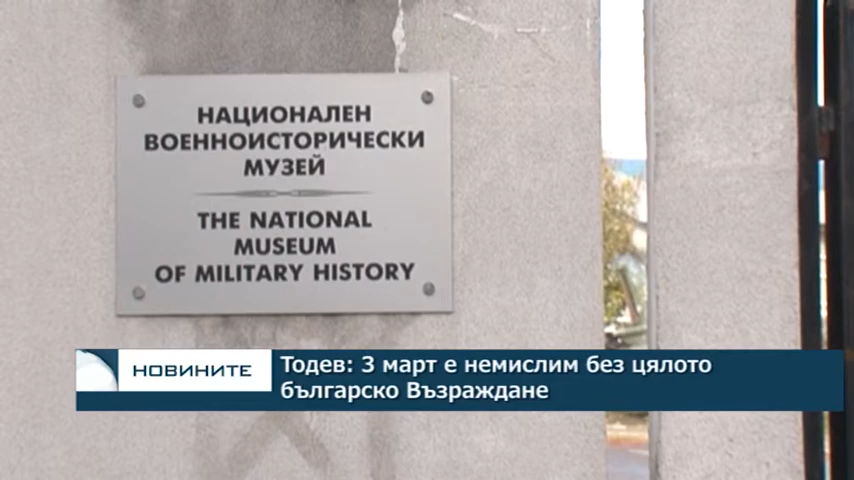 НАЦИОНАЛЕН
ВОЕННОИСТОРИЧЕСКИ
МУЗЕЙ
THE NATIONAL
MUSEUM
OF MILITARY HISTORY
НОВИНИТЕ
Тодев: 3 март е немислим без цялото
българско Възраждане